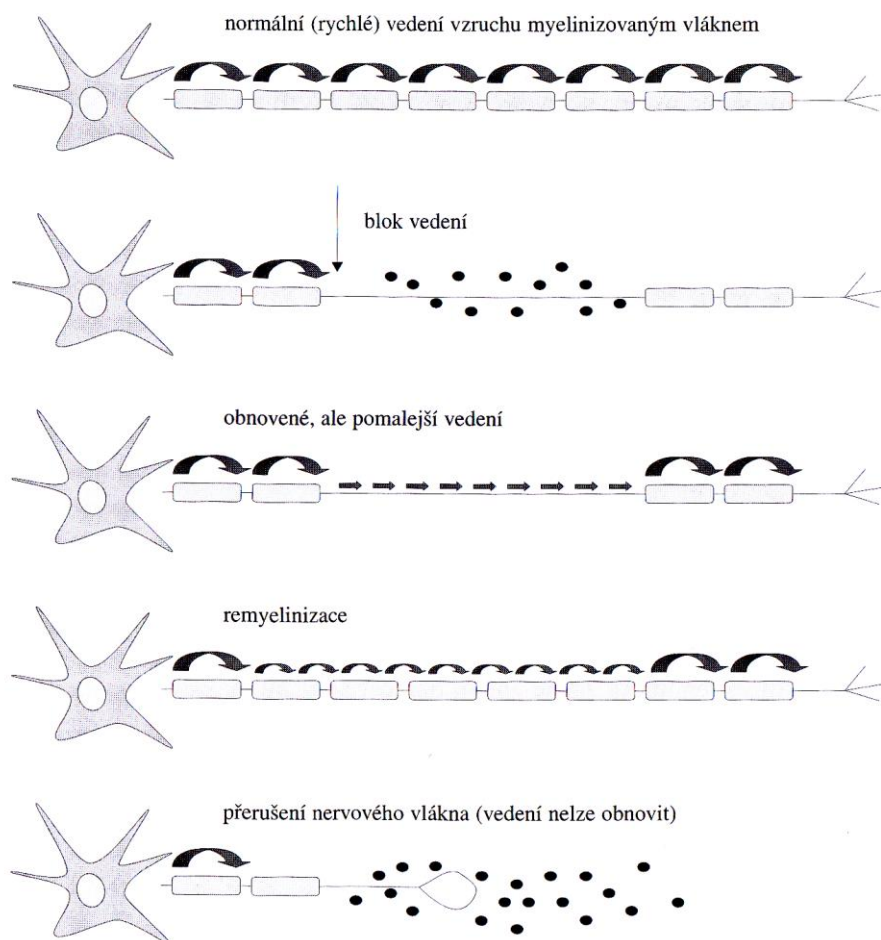 normální (rychlé) vedení vzruchu myelinizovaným vláknem
blok vedení
obnovené, ale pomalejší vedení
remyelinizace
přerušení nervového vlákna (vedení nelze obnovit)